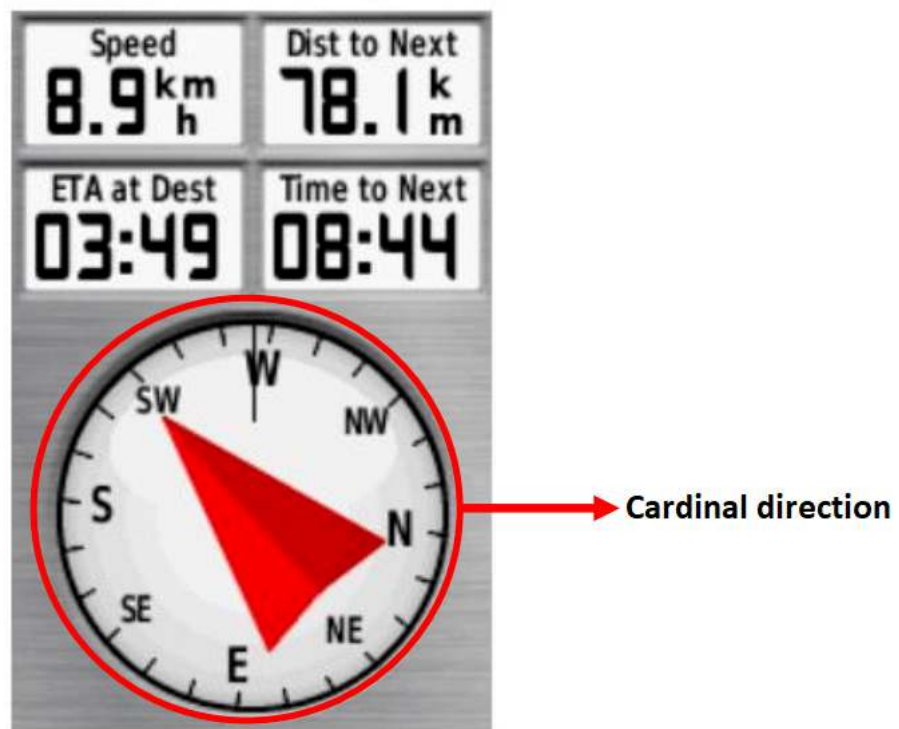 Speed
8.9 km h
Dist to Next
78.1 k m
ETA at Dest
03:49
Time to Next
08:44
W
SW
NW
S
N
SE
NE
E
Cardinal direction